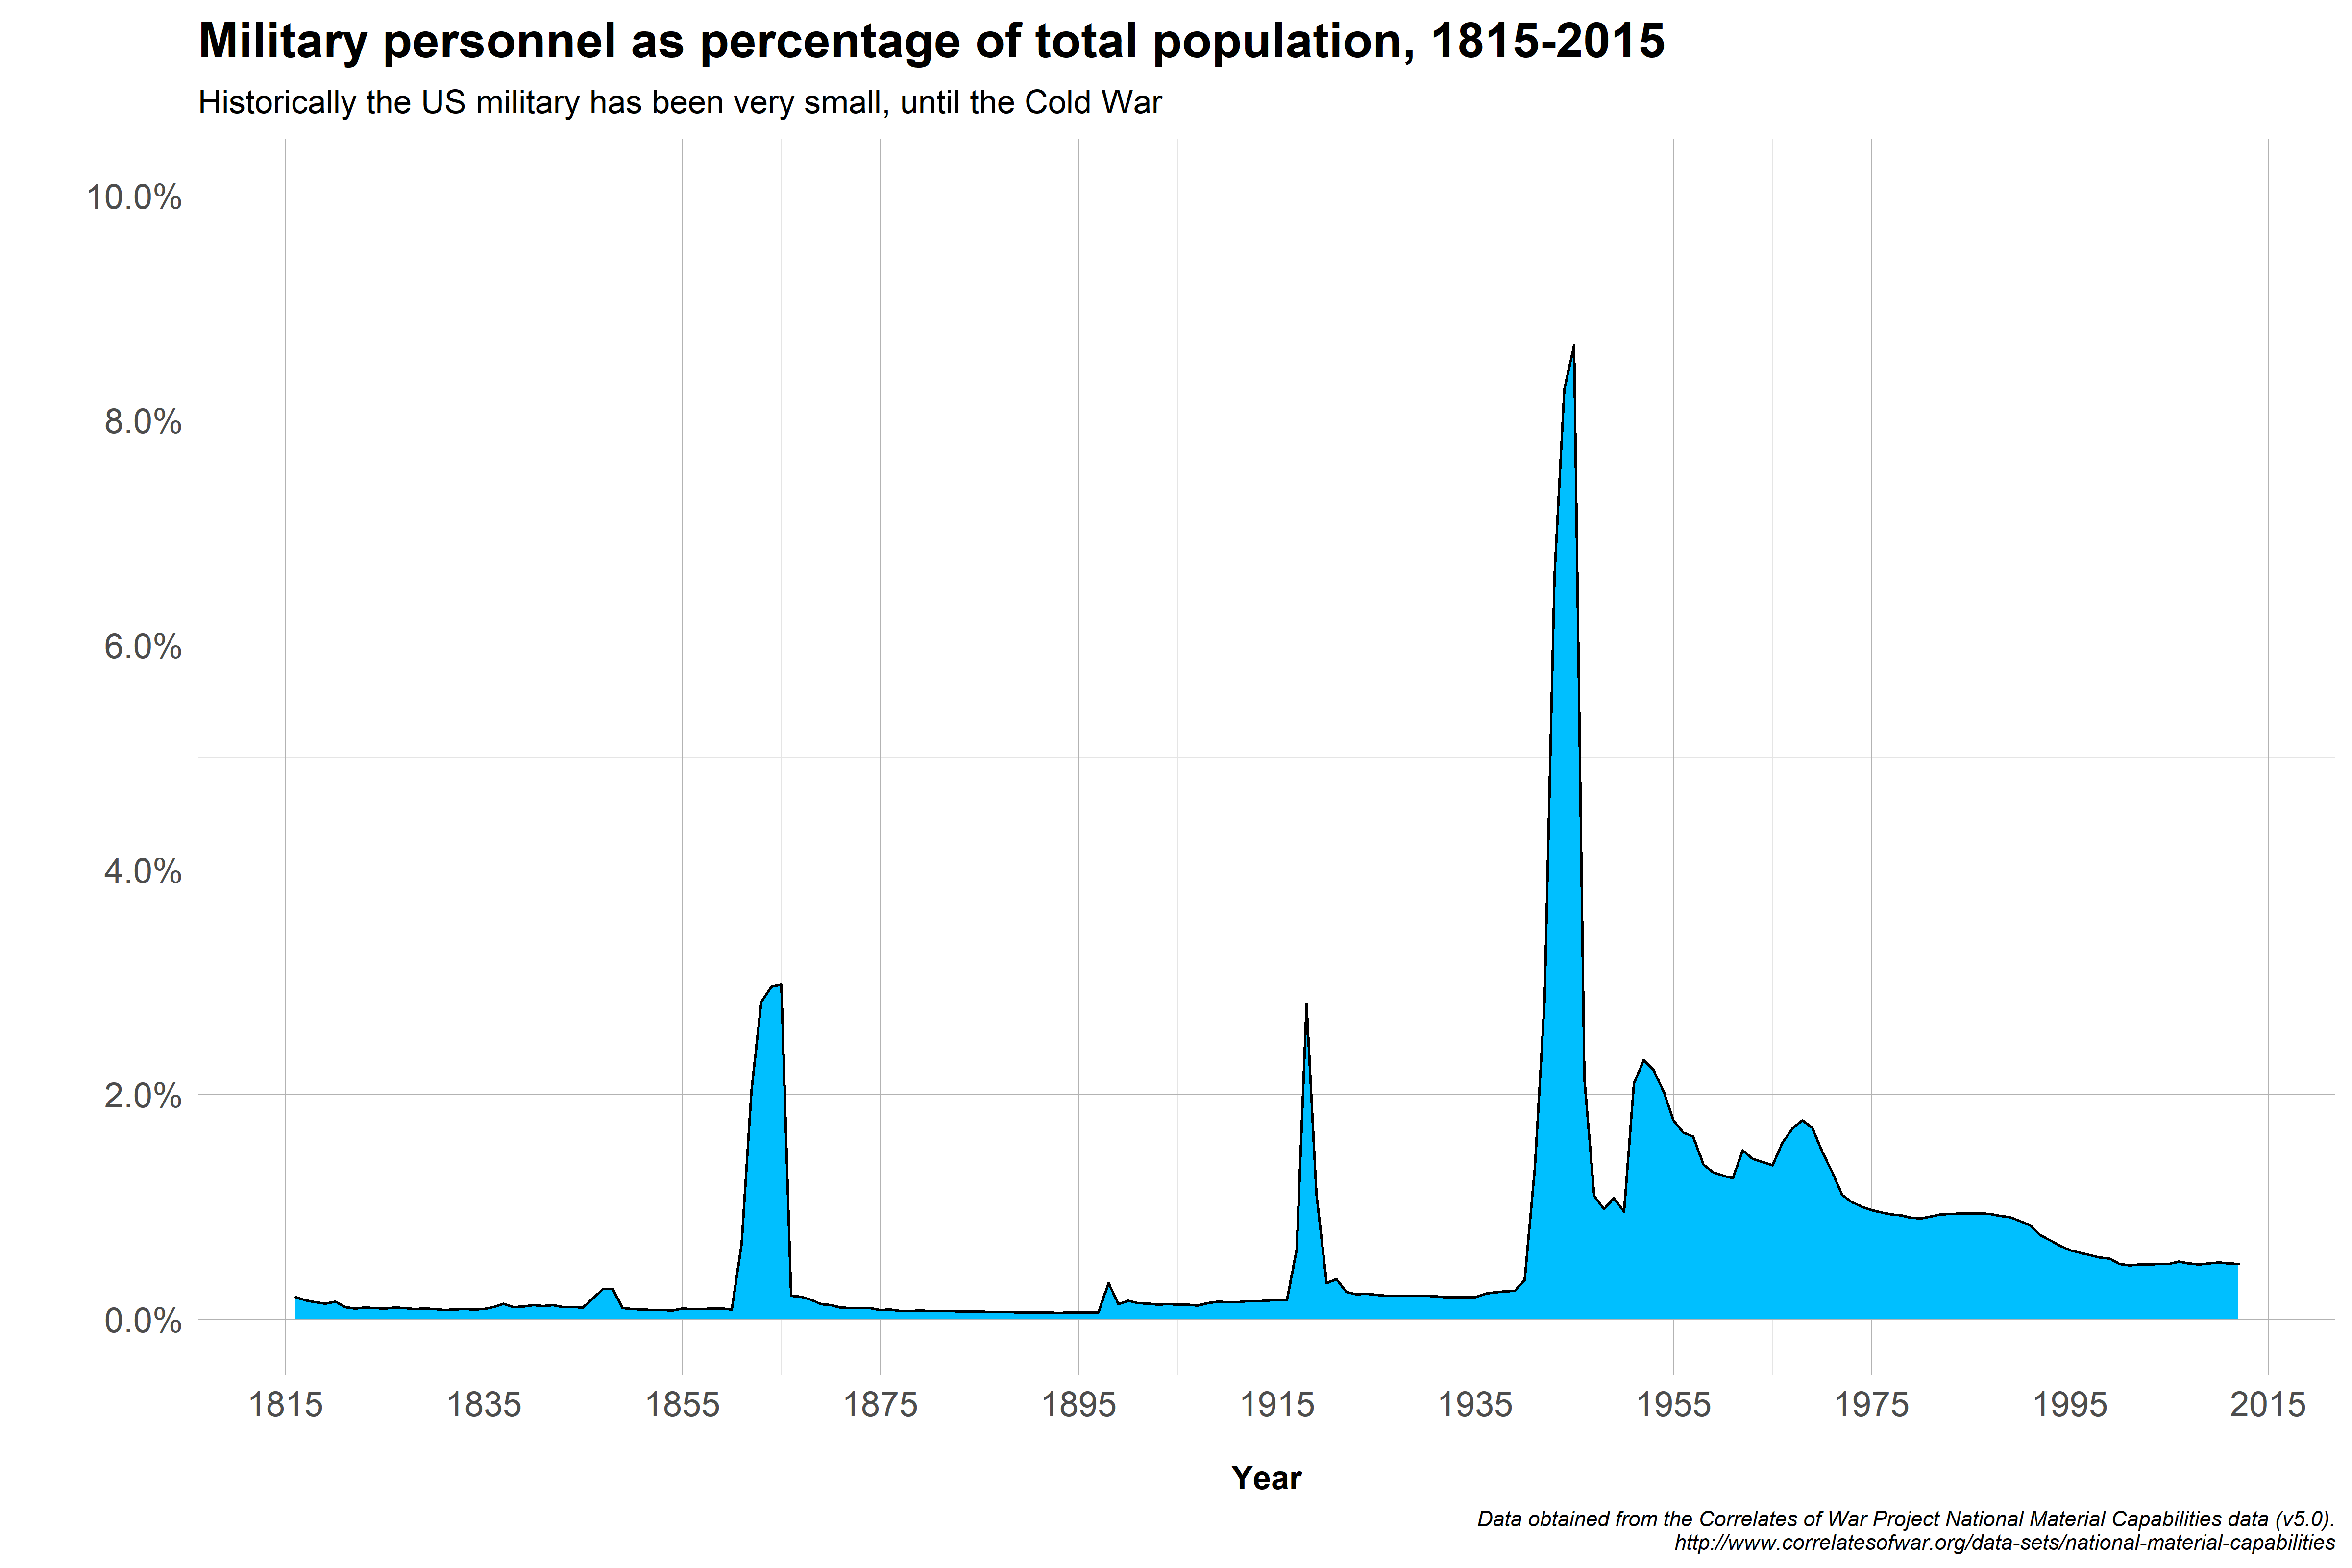 Military personnel as percentage of total population, 1815-2015
Historically the US military has been very small, until the Cold War
10.0%
8.0%
6.0%
4.0%
2.0%
0.0%
1815 1835 1855 1875 1895 1915 1935 1955 1975 1995 2015
Year
Data obtained from the Correlates of War Project National Material Capabilities data (v5.0).
http://www.correlatesofwar.org/data-sets/national-material-capabilities